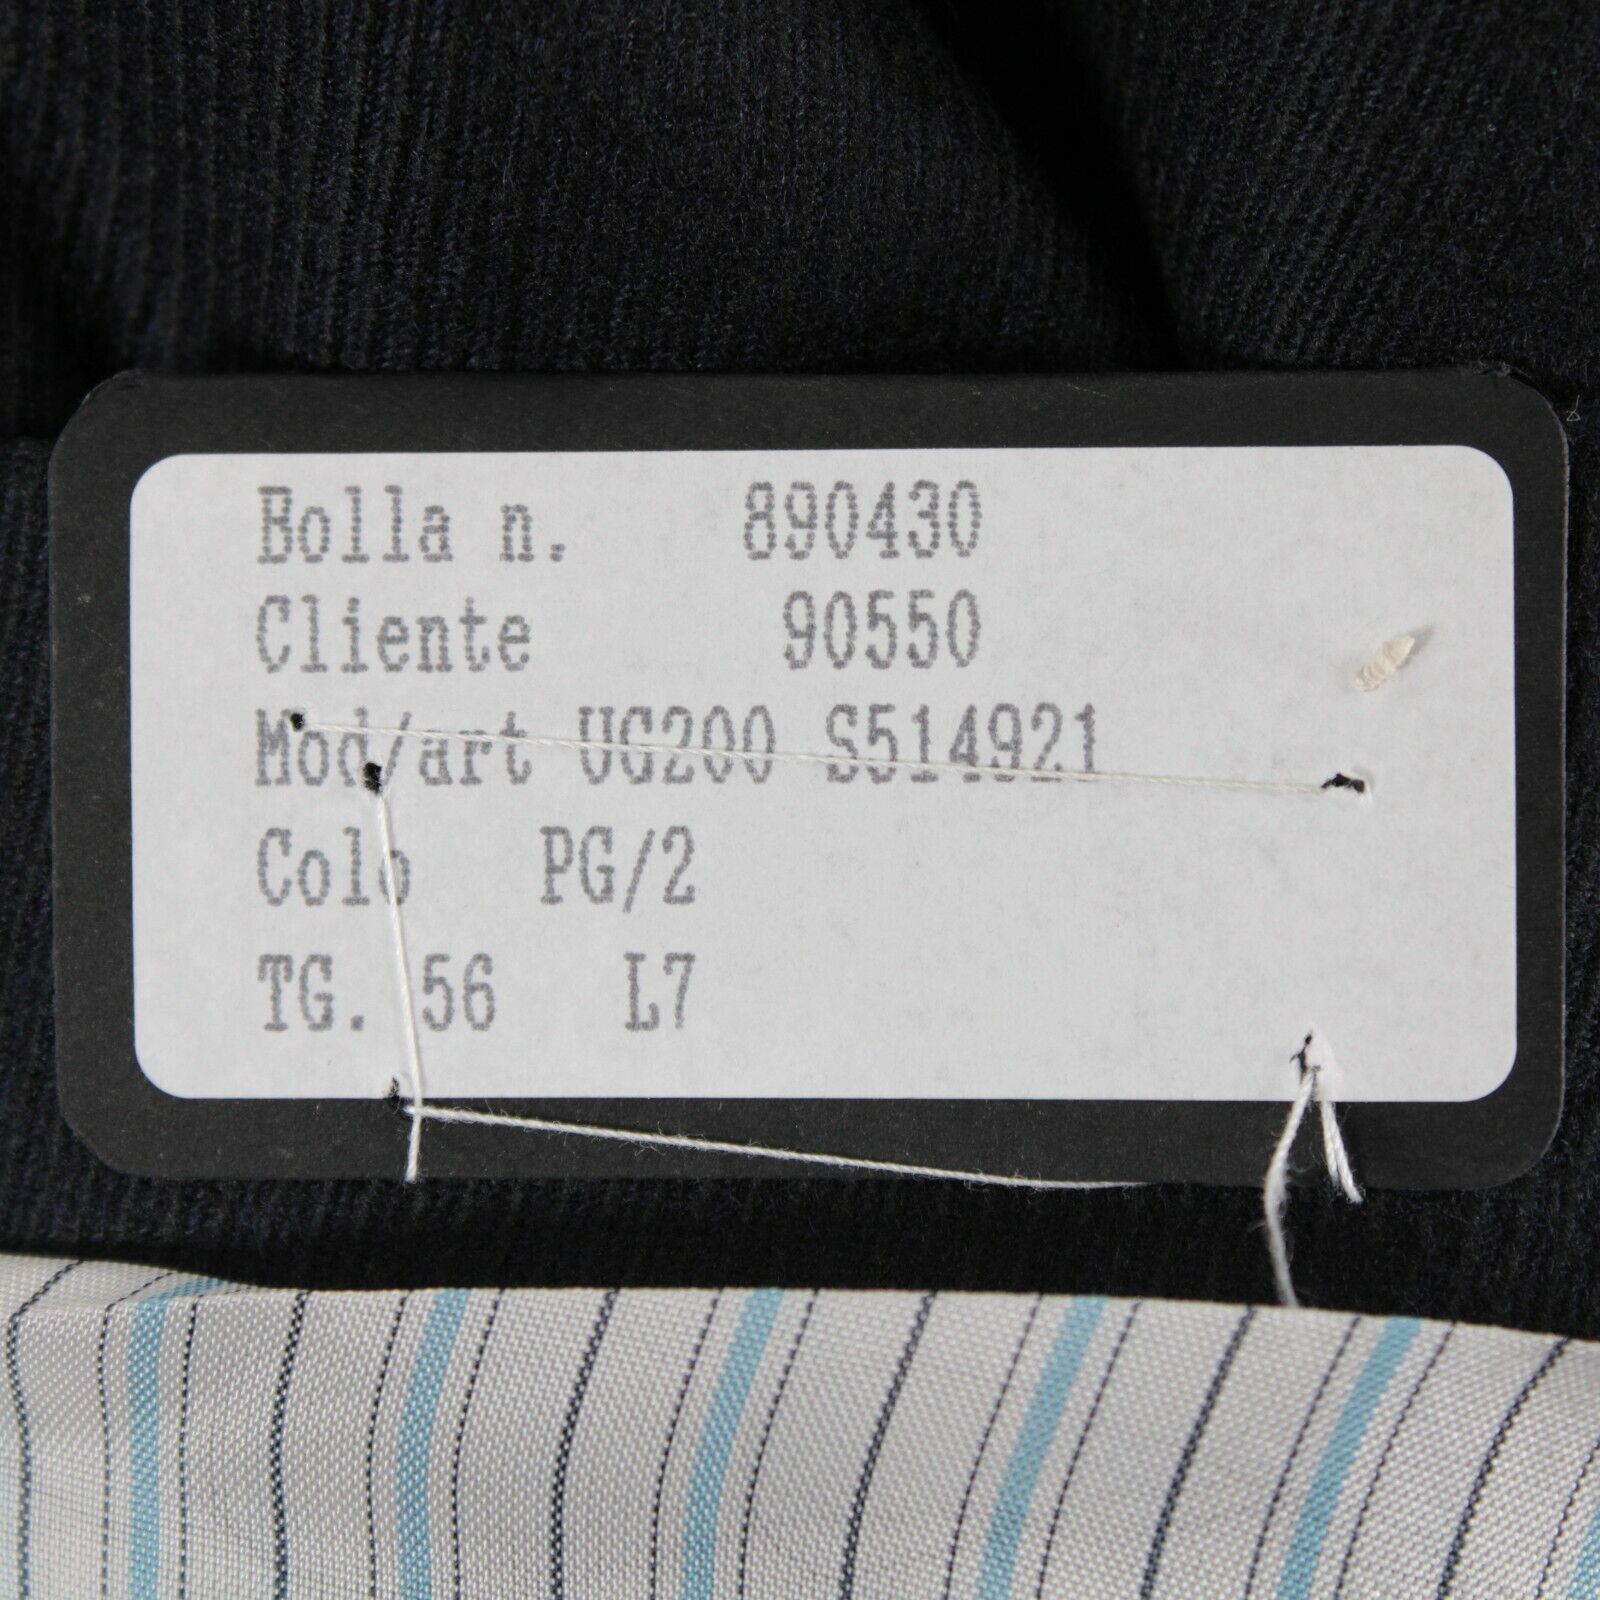 Bolla n. 890430
Cliente 90550
Mod/art UG200 S514921
Colo PG/2
TG. 56 L7